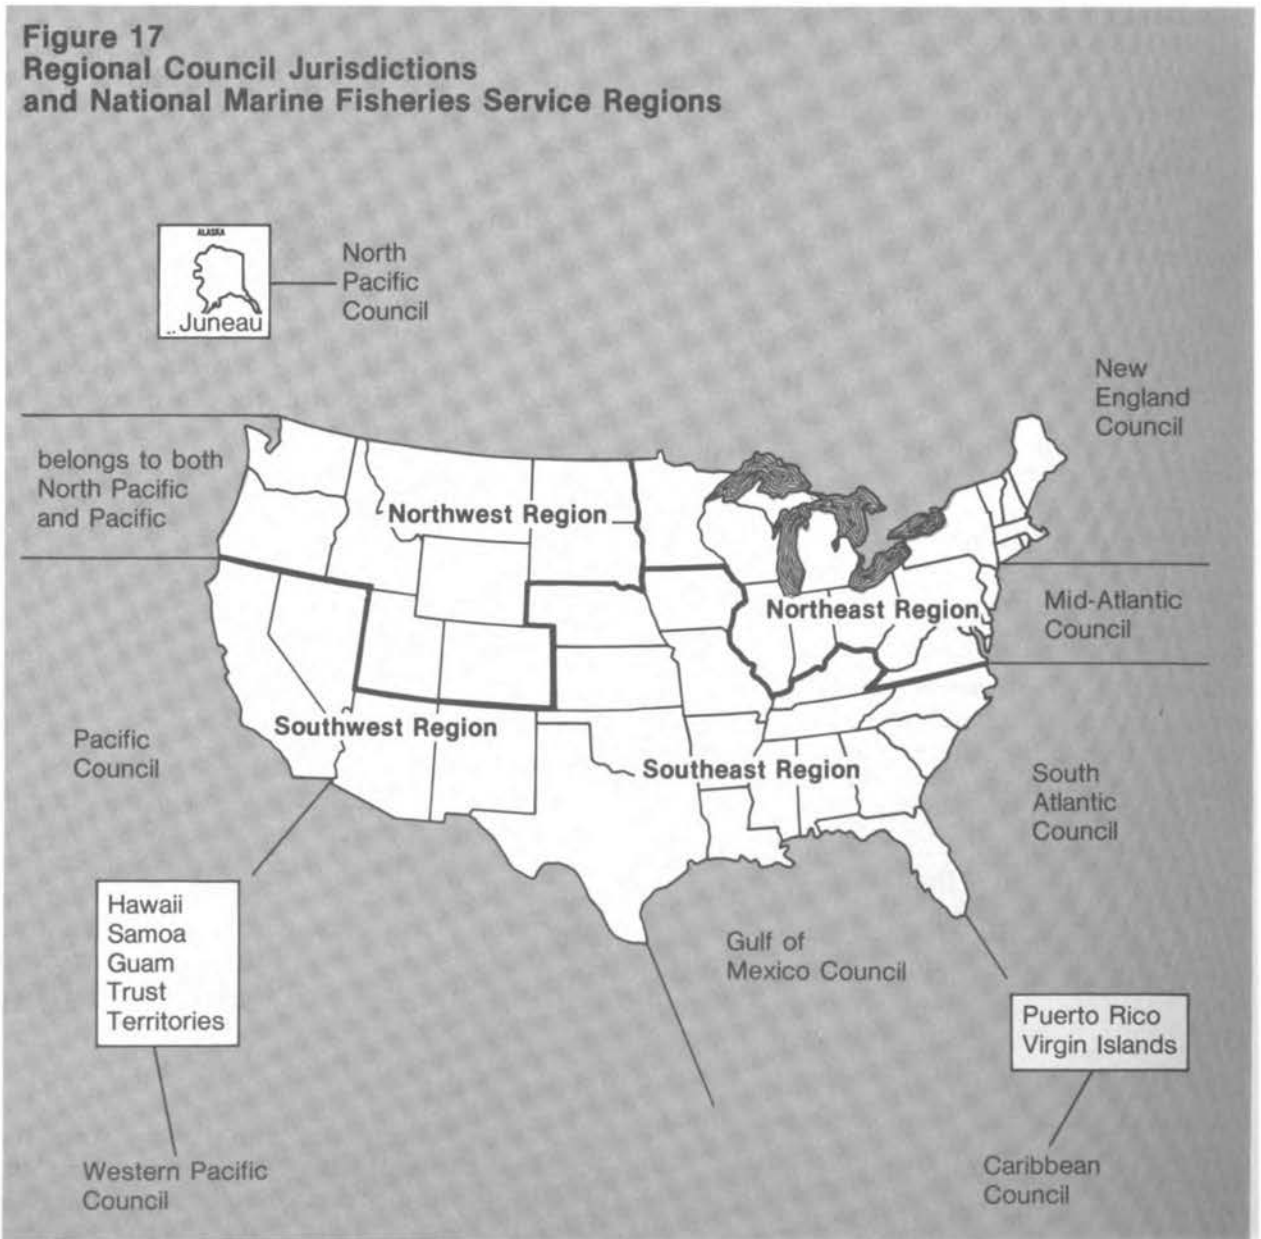 Figure 17
Regional Council Jurisdictions
and National Marine Fisheries Service Regions
ALASKA
Juneau
North
Pacific
Council
New
England
Council
belongs to both
North Pacific
and Pacific
Northwest Region
Northeast Region
Mid-Atlantic
Council
Southwest Region
Pacific
Council
Southeast Region
South
Atlantic
Council
Hawaii
Samoa
Guam
Trust
Territories
Gulf of
Mexico Council
Puerto Rico
Virgin Islands
Western Pacific
Council
Caribbean
Council